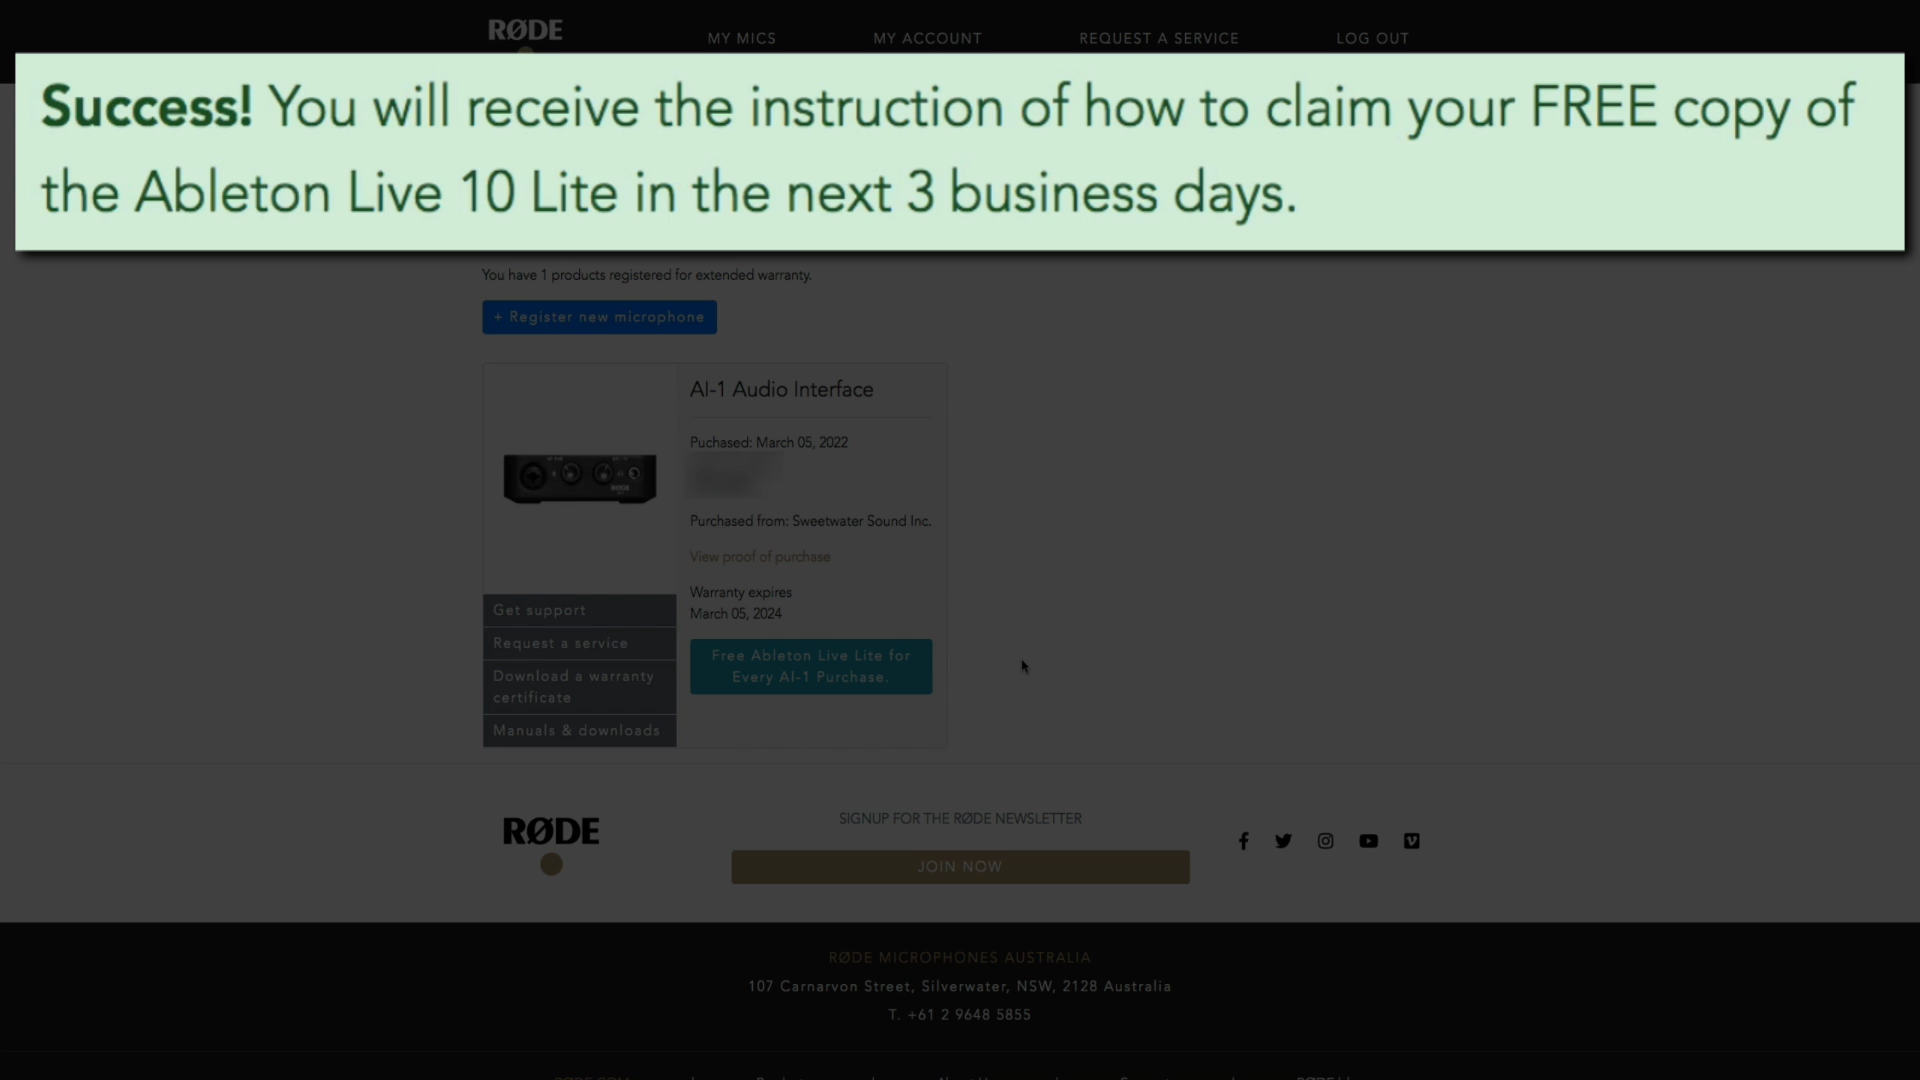 RØDE
MY MICS
MY ACCOUNT
REQUEST A SERVICE
LOG OUT
Success! You will receive the instruction of how to claim your FREE copy of
the Ableton Live 10 Lite in the next 3 business days.
You have 1 products registered for extended warranty.
+ Register new microphone
AI-1 Audio Interface
Puchased: March 05, 2022
Purchased from: Sweetwater Sound Inc.
View proof of purchase
Warranty expires
March 05, 2024
Free Ableton Live Lite for
Every AI-1 Purchase.
Get support
Request a service
Download a warranty
certificate
Manuals & downloads
RØDE
SIGNUP FOR THE RØDE NEWSLETTER
JOIN NOW
RØDE MICROPHONES AUSTRALIA
107 Carnarvon Street, Silverwater, NSW, 2128 Australia
T. +61 2 9648 5855